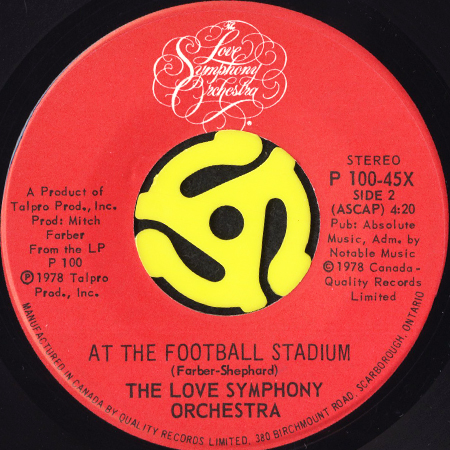 The
Love
Symphony
Orchestra
STEREO
P 100-45X
SIDE 2
(ASCAP) 4:20
Pub: Absolute
Music, Adm. by
Notable Music
©1978 Canada -
Quality Records
Limited
A Product of
Talpro Prod., Inc.
Prod: Mitch
Farber
From the LP
P 100
℗1978 Talpro
Prod., Inc.
AT THE FOOTBALL STADIUM
(Farber-Shephard)
THE LOVE SYMPHONY
ORCHESTRA
MANUFACTURED IN CANADA BY QUALITY RECORDS LIMITED, 380 BIRCHMOUNT ROAD, SCARBOROUGH, ONTARIO